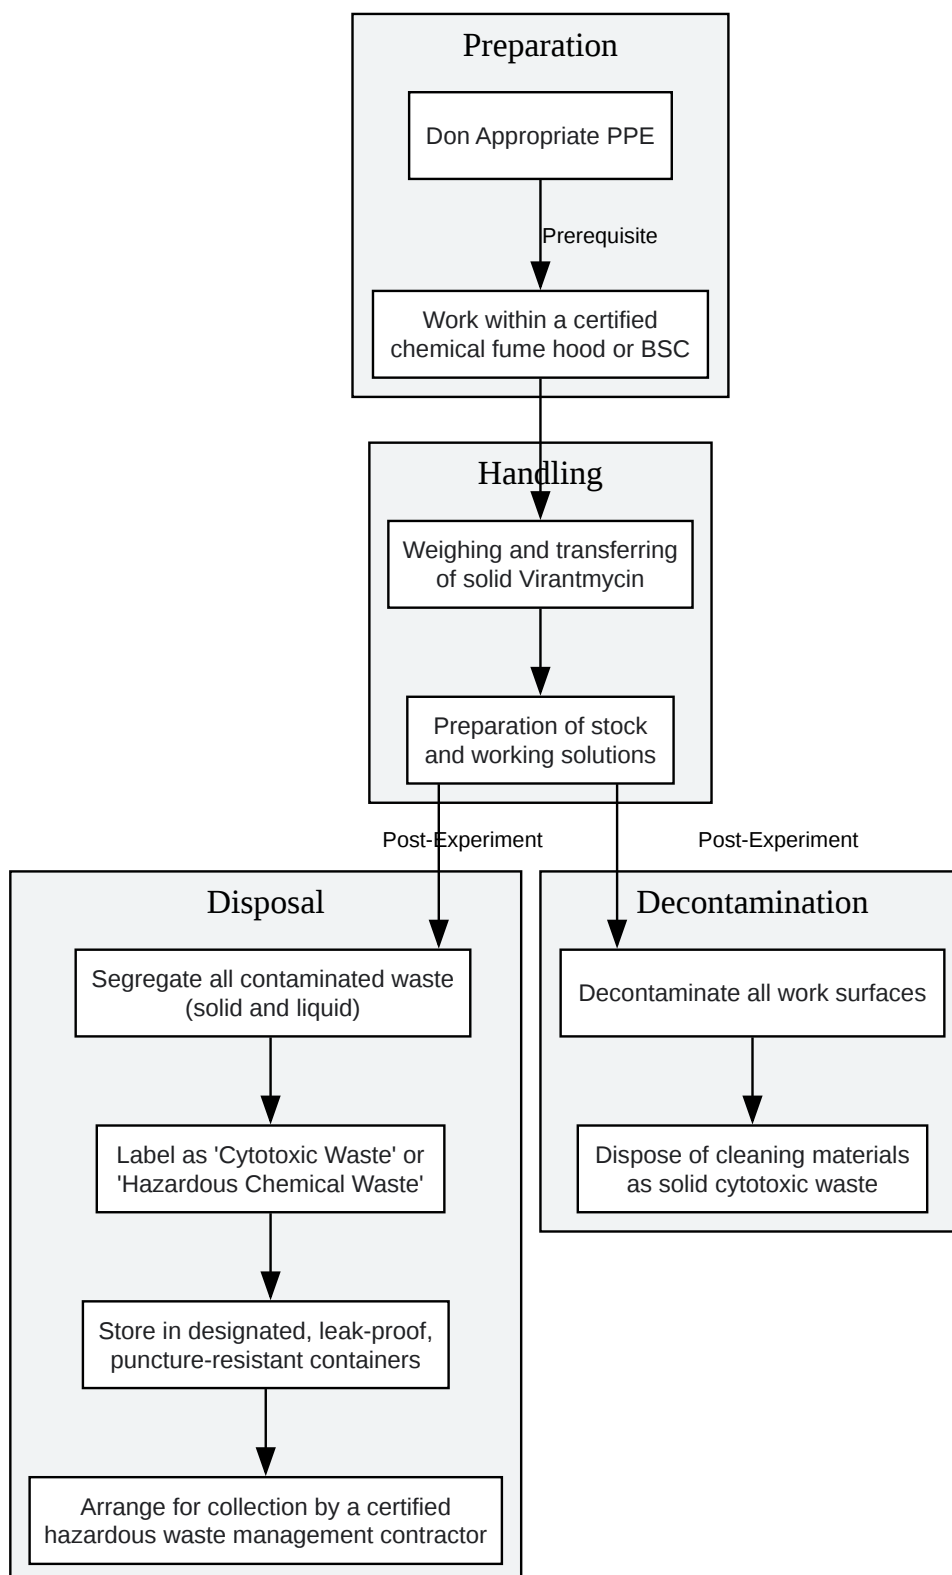 Preparation
Don Appropriate PPE
Prerequisite
Work within a certified
chemical fume hood or BSC
Handling
Weighing and transferring
of solid Virantmycin
Preparation of stock
and working solutions
Post-Experiment
Post-Experiment
Disposal
Segregate all contaminated waste
(solid and liquid)
Label as 'Cytotoxic Waste' or
'Hazardous Chemical Waste'
Store in designated, leak-proof,
puncture-resistant containers
Arrange for collection by a certified
hazardous waste management contractor
Decontamination
Decontaminate all work surfaces
Dispose of cleaning materials
as solid cytotoxic waste